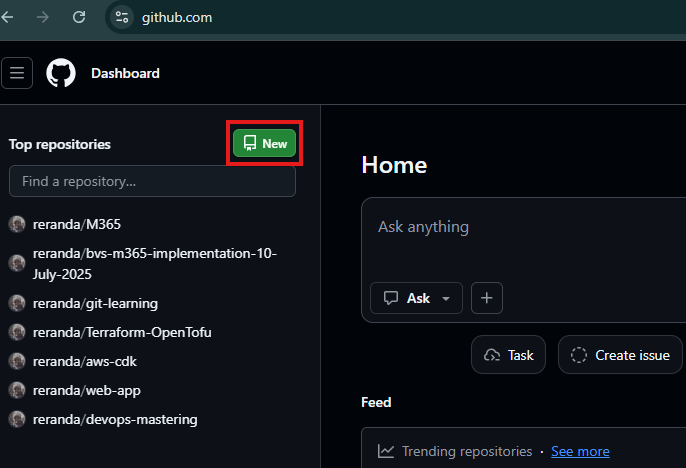 github.com
Dashboard
Top repositories
New
Find a repository...
reranda/M365
reranda/bvs-m365-implementation-10-
July-2025
reranda/git-learning
reranda/Terraform-OpenTofu
reranda/aws-cdk
reranda/web-app
reranda/devops-mastering
Home
Ask anything
Ask
Task
Create issue
Feed
Trending repositories · See more